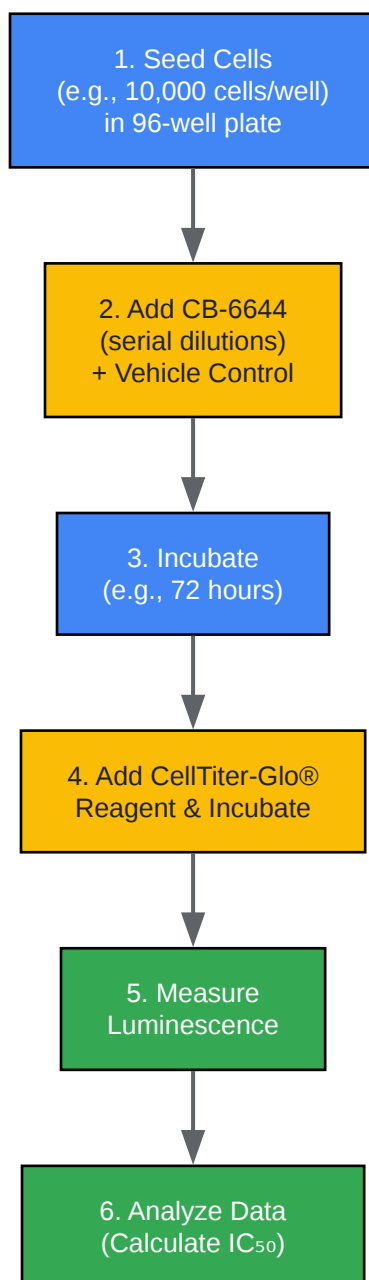 1. Seed Cells
(e.g., 10,000 cells/well)
in 96-well plate
2. Add CB-6644
(serial dilutions)
+ Vehicle Control
3. Incubate
(e.g., 72 hours)
4. Add CellTiter-Glo®
Reagent & Incubate
5. Measure
Luminescence
6. Analyze Data
(Calculate IC₅₀)